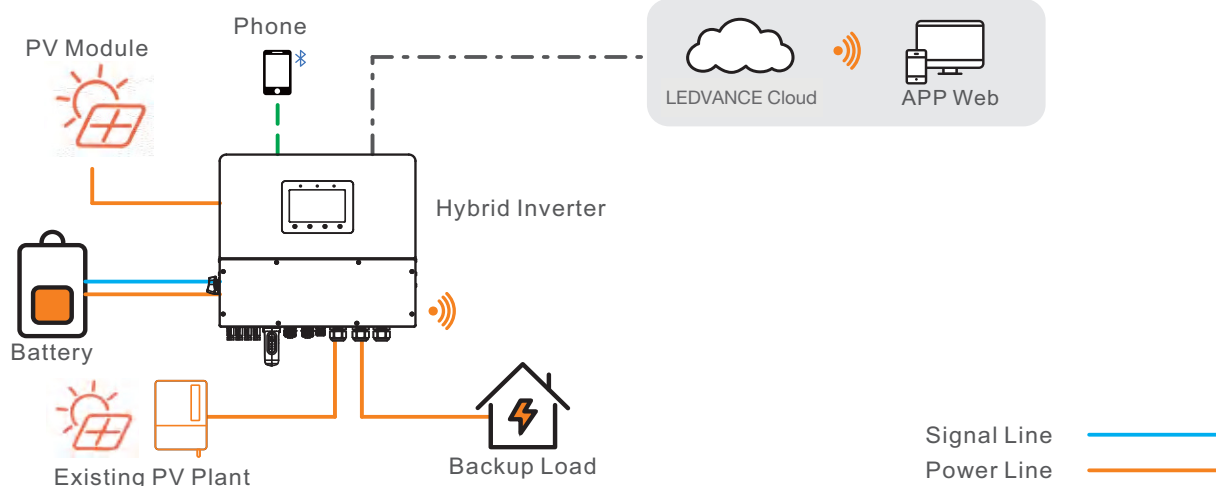 Phone
PV Module
LEDVANCE Cloud
APP Web
Hybrid Inverter
Battery
Existing PV Plant
Backup Load
Signal Line
Power Line